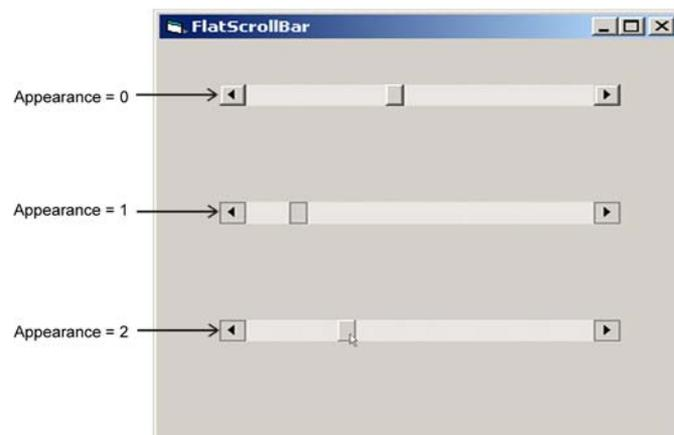 FlatScrollBar
Appearance = 0
Appearance = 1
Appearance = 2